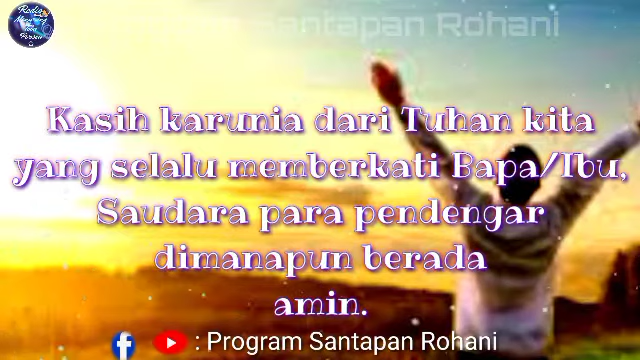 Santapan Rohani
Kasih karunia dari Tuhan kita
yang selalu memberkati Bapa/Ibu,
Saudara para pendengar
dimanapun berada
amin.
: Program Santapan Rohani